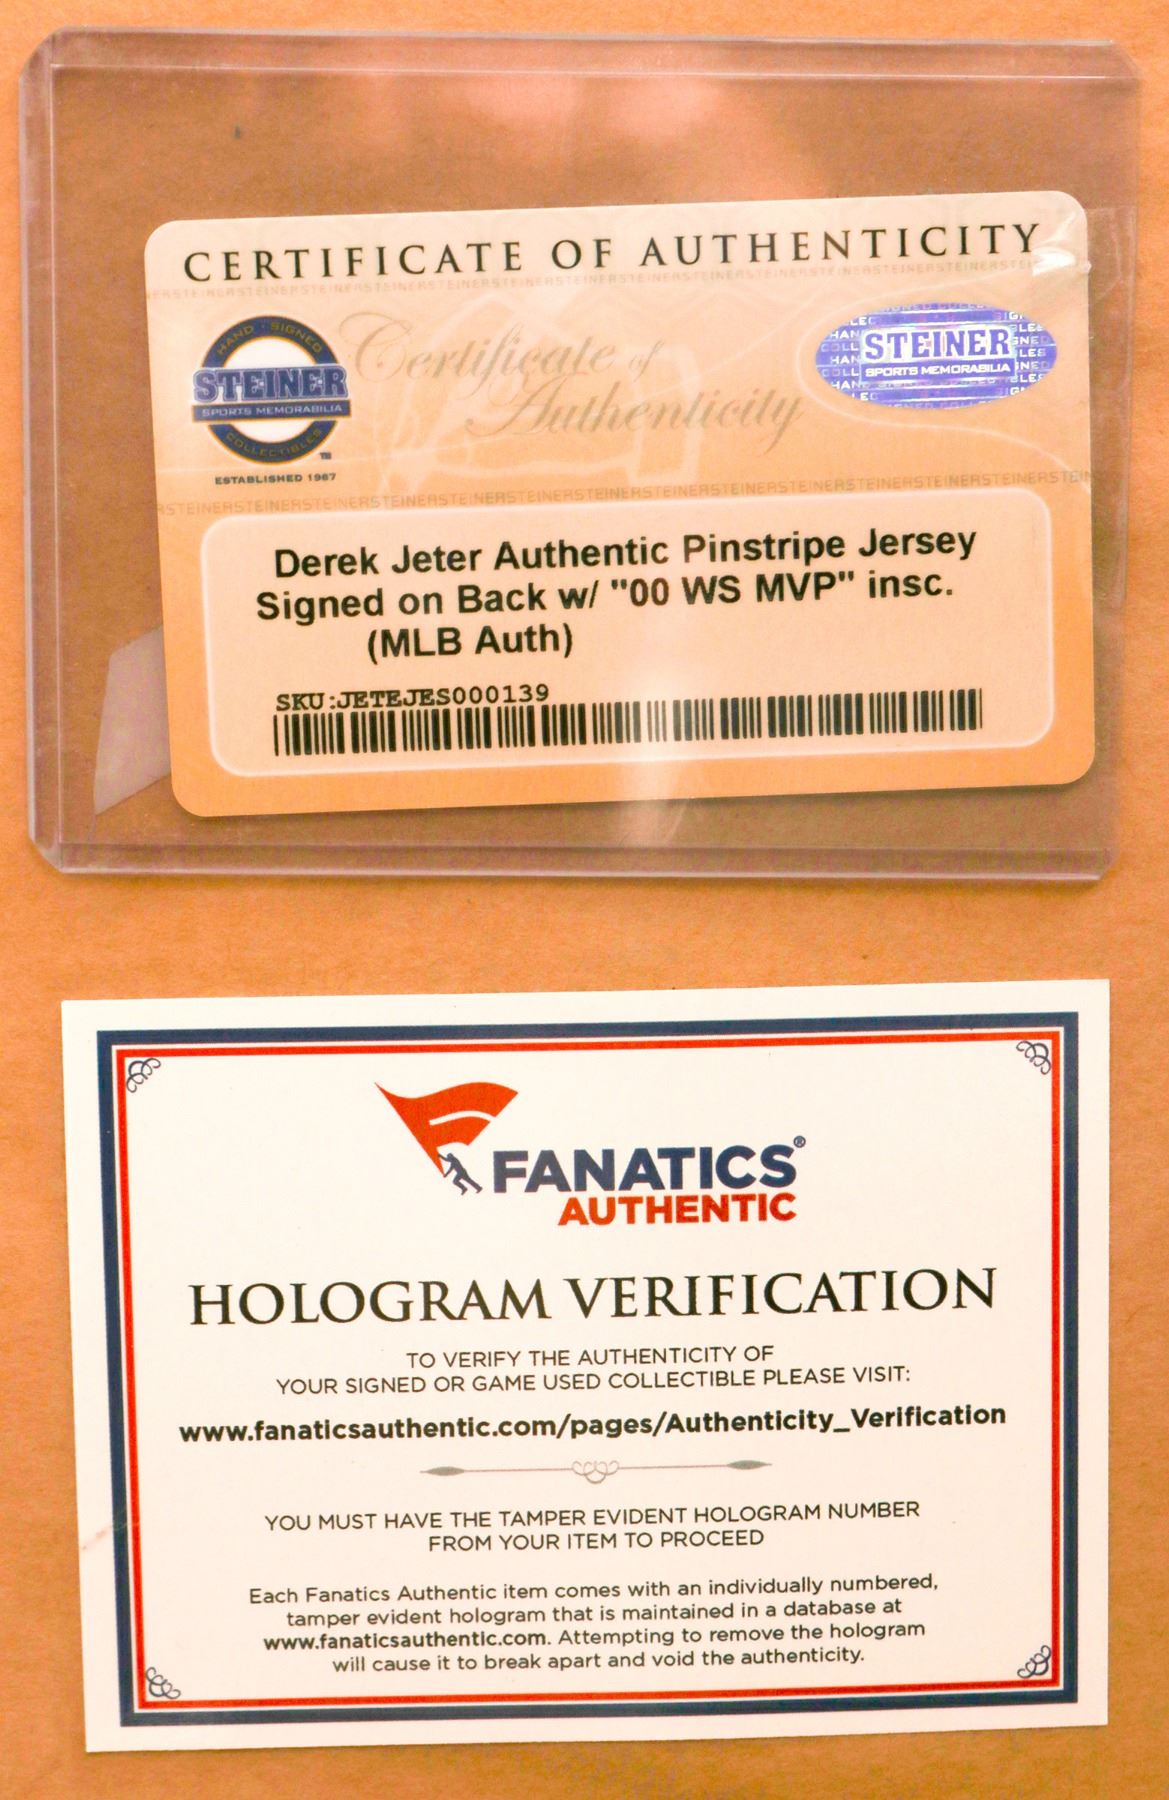 CERTIFICATE OF AUTHENTICITY
HAND · SIGNED
STEINER
SPORTS MEMORABILIA
COLLECTIBLES
TM
ESTABLISHED 1987
Certificate of
Authenticity
STEINER
SPORTS MEMORABILIA
Derek Jeter Authentic Pinstripe Jersey
Signed on Back w/ "00 WS MVP" insc.
(MLB Auth)
SKU:JETEJES000139
FANATICS®
AUTHENTIC
HOLOGRAM VERIFICATION
TO VERIFY THE AUTHENTICITY OF
YOUR SIGNED OR GAME USED COLLECTIBLE PLEASE VISIT:
www.fanaticsauthentic.com/pages/Authenticity_Verification
YOU MUST HAVE THE TAMPER EVIDENT HOLOGRAM NUMBER
FROM YOUR ITEM TO PROCEED
Each Fanatics Authentic item comes with an individually numbered,
tamper evident hologram that is maintained in a database at
www.fanaticsauthentic.com. Attempting to remove the hologram
will cause it to break apart and void the authenticity.